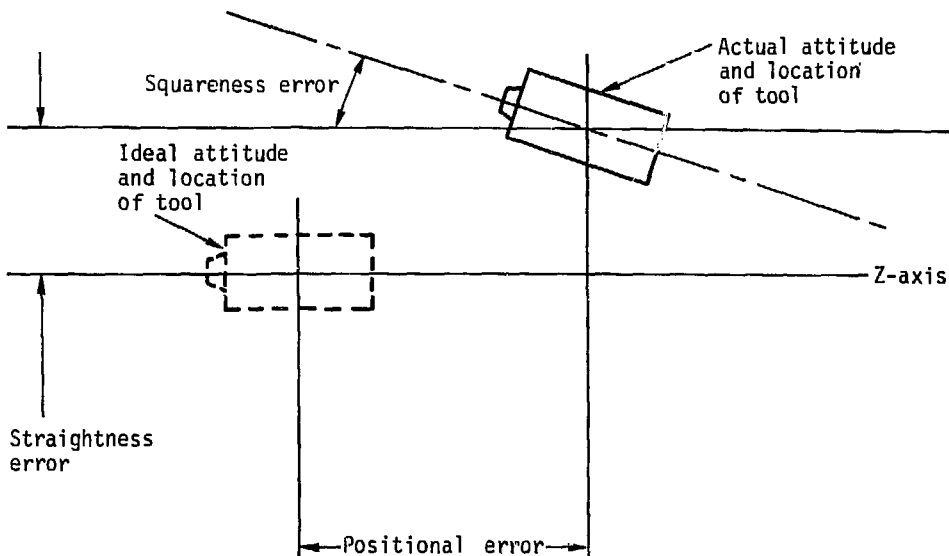 Actual attitude
and location
of tool
Squareness error
Ideal attitude
and location
of tool
Z-axis
Straightness
error
Positional error